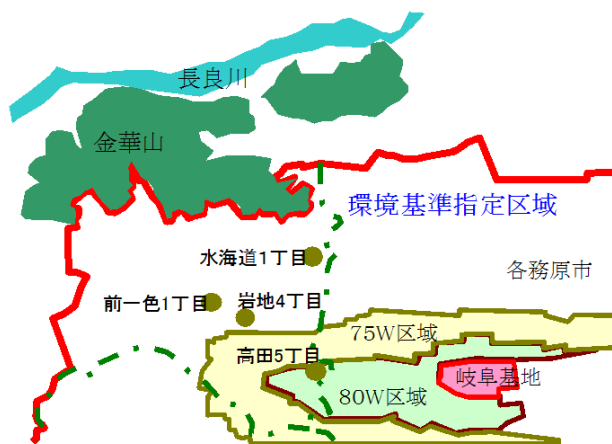 長良川
金華山
環境基準指定区域
水海道1丁目
各務原市
前一色1丁目
岩地4丁目
75W区域
高田5丁目
岐阜基地
80W区域